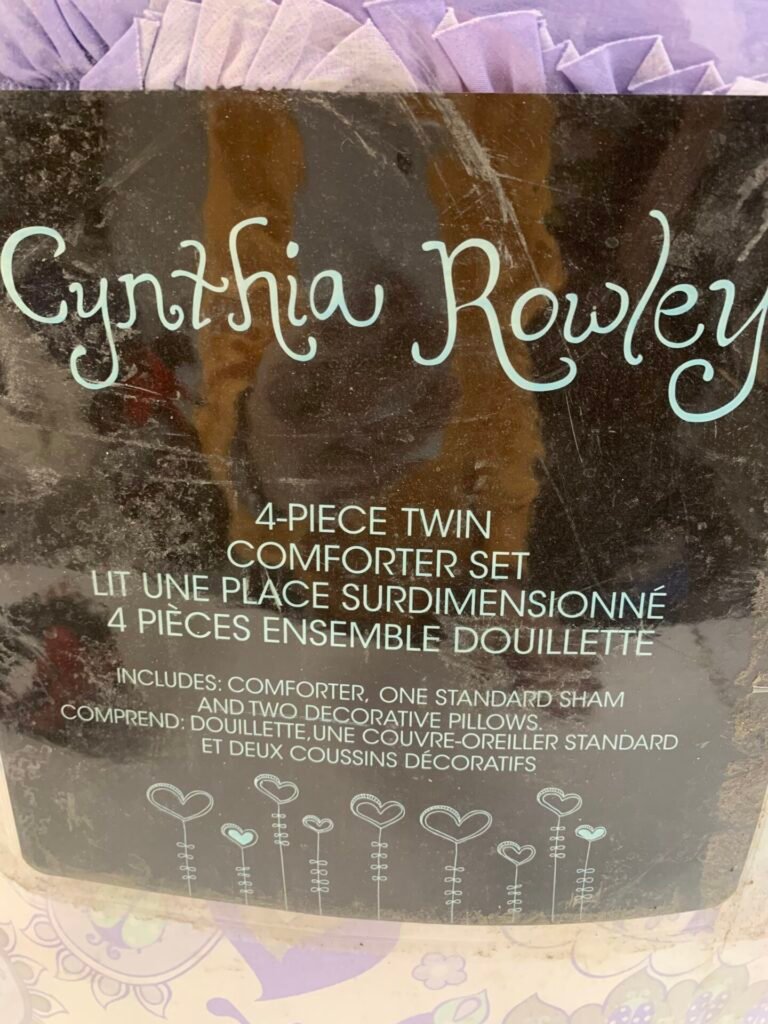 Cynthia Rowley
4-PIECE TWIN
COMFORTER SET
LIT UNE PLACE SURDIMENSIONNÉ
4 PIÈCES ENSEMBLE DOUILLETTE
INCLUDES: COMFORTER, ONE STANDARD SHAM
AND TWO DECORATIVE PILLOWS.
COMPREND: DOUILLETTE, UNE COUVRE-OREILLER STANDARD
ET DEUX COUSSINS DÉCORATIFS